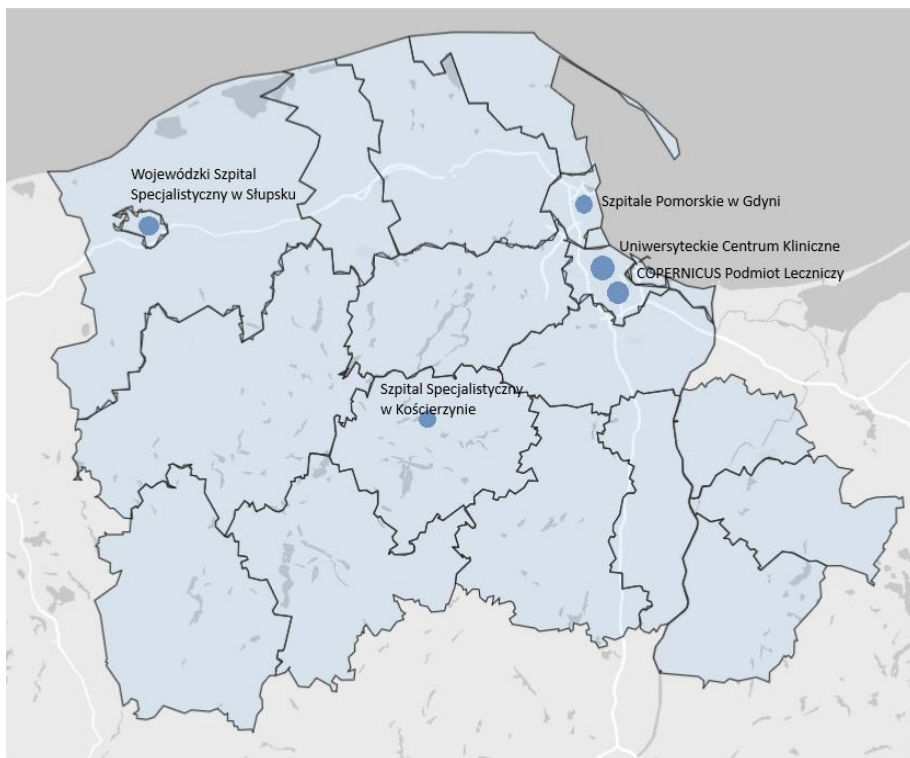 Wojewódzki Szpital
Specjalistyczny w Słupsku
Szpitale Pomorskie w Gdyni
Uniwersyteckie Centrum Kliniczne
COPERNICUS Podmiot Leczniczy
Szpital Specjalistyczny
w Kościerzynie